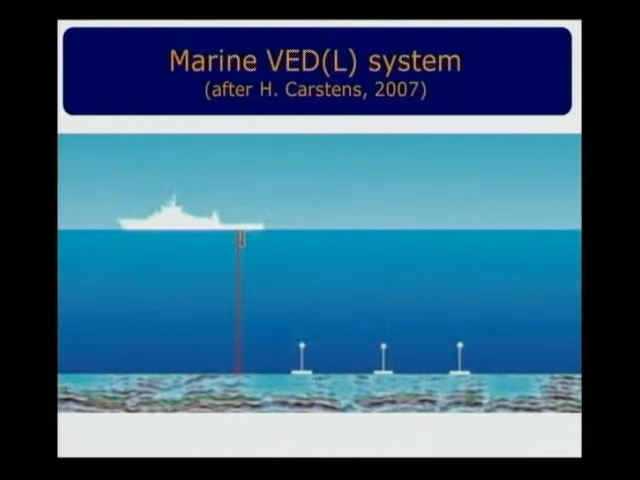 Marine VED(L) system
(after H. Carstens, 2007)